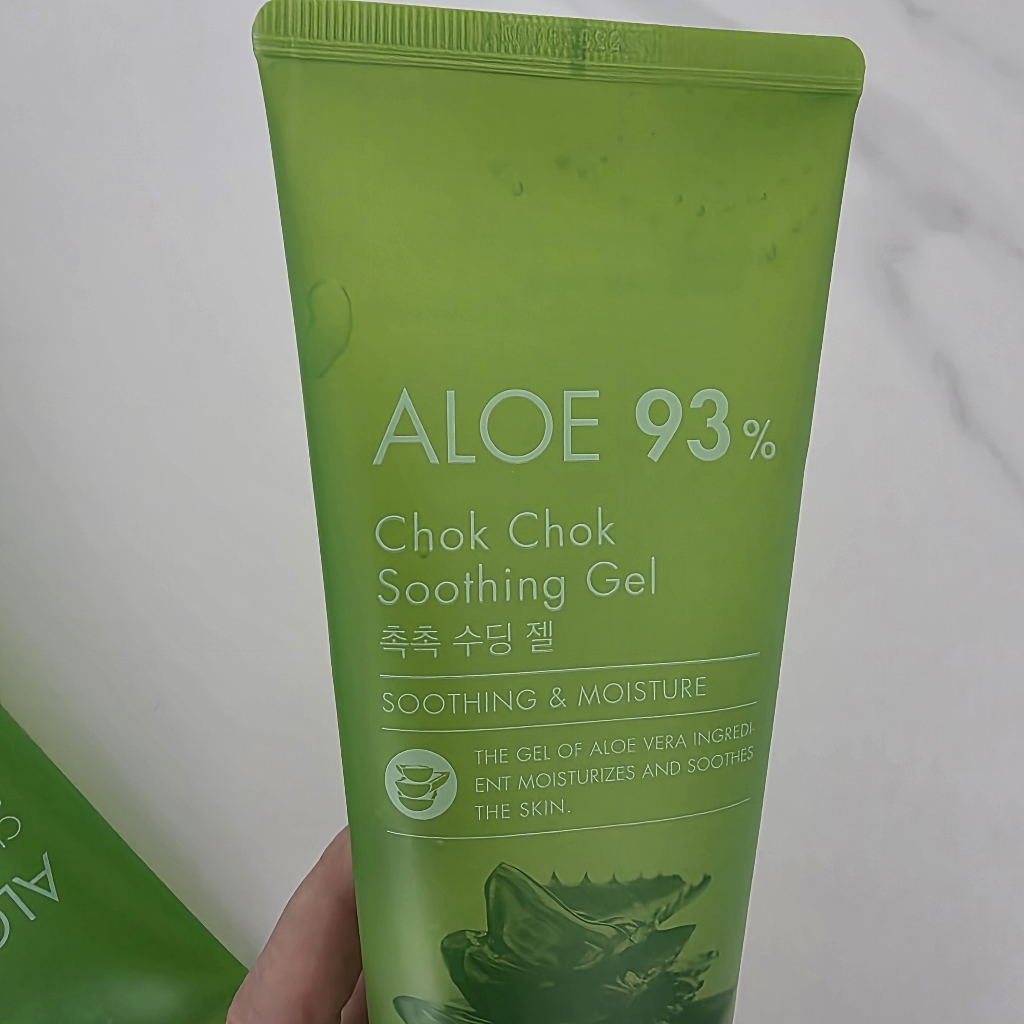 ALOE 93%
Chok Chok
Soothing Gel
촉촉 수딩 젤
SOOTHING & MOISTURE
THE GEL OF ALOE VERA INGREDI-
ENT MOISTURIZES AND SOOTHES
THE SKIN.